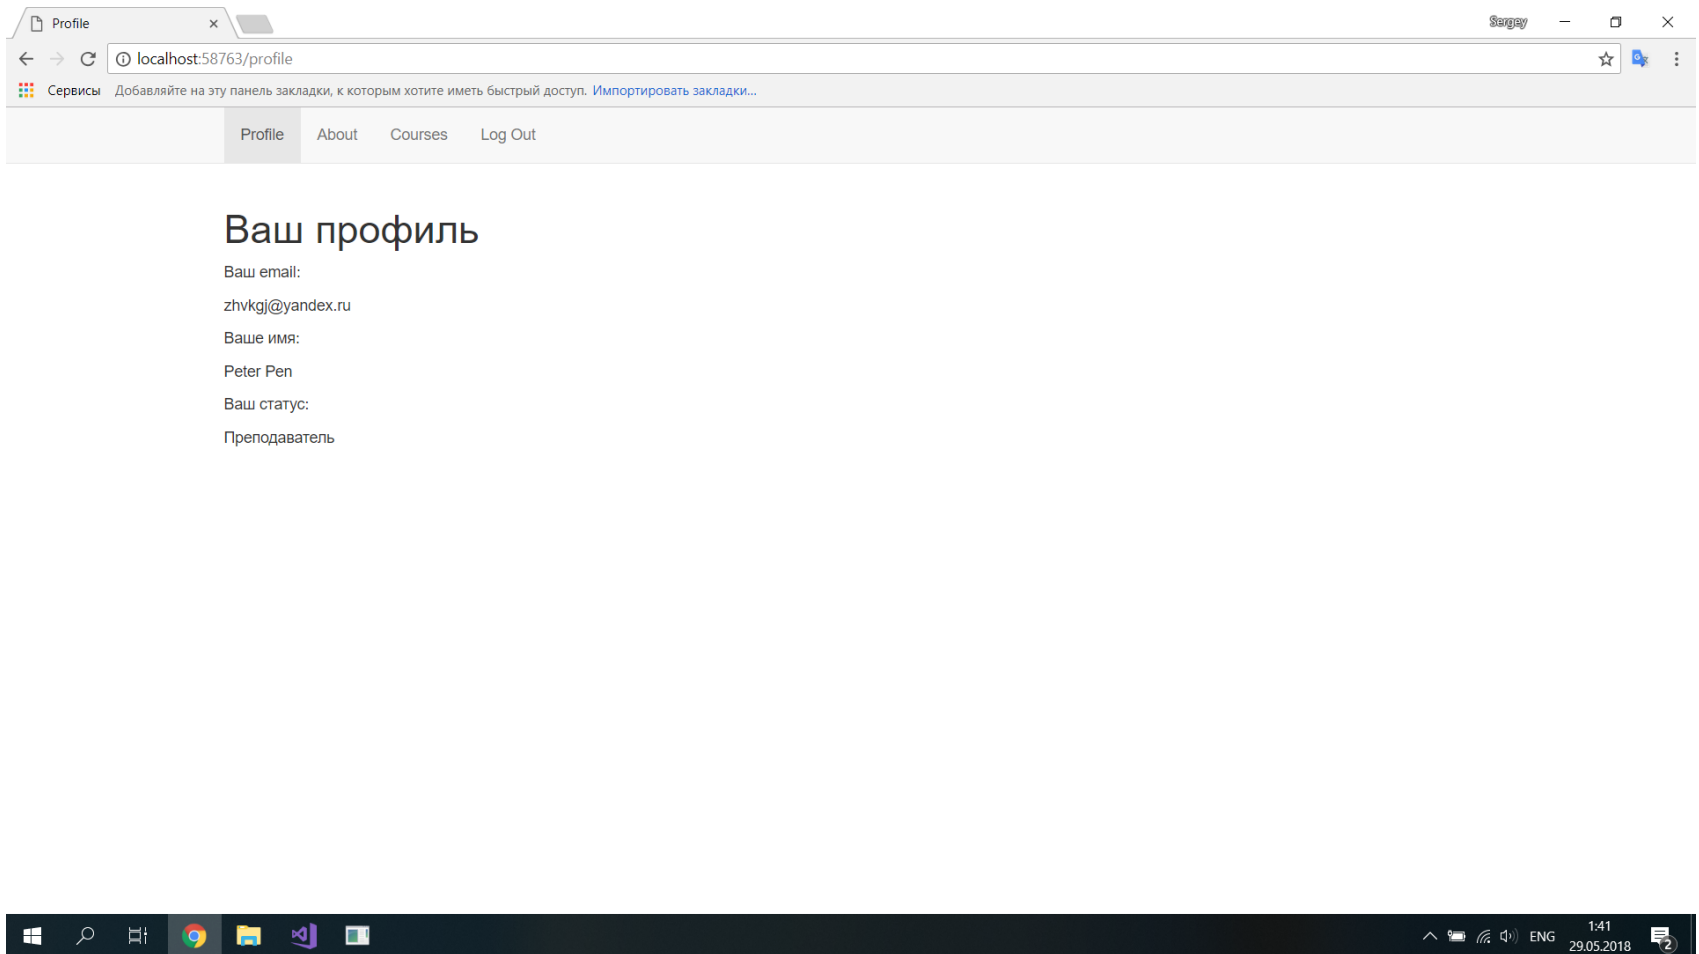 Profile
Sergey
localhost:58763/profile
Сервисы Добавляйте на эту панель закладки, к которым хотите иметь быстрый доступ. Импортировать закладки...
Profile About Courses Log Out
Ваш профиль
Ваш email:
zhvkgj@yandex.ru
Ваше имя:
Peter Pen
Ваш статус:
Преподаватель
ENG
1:41
29.05.2018
2